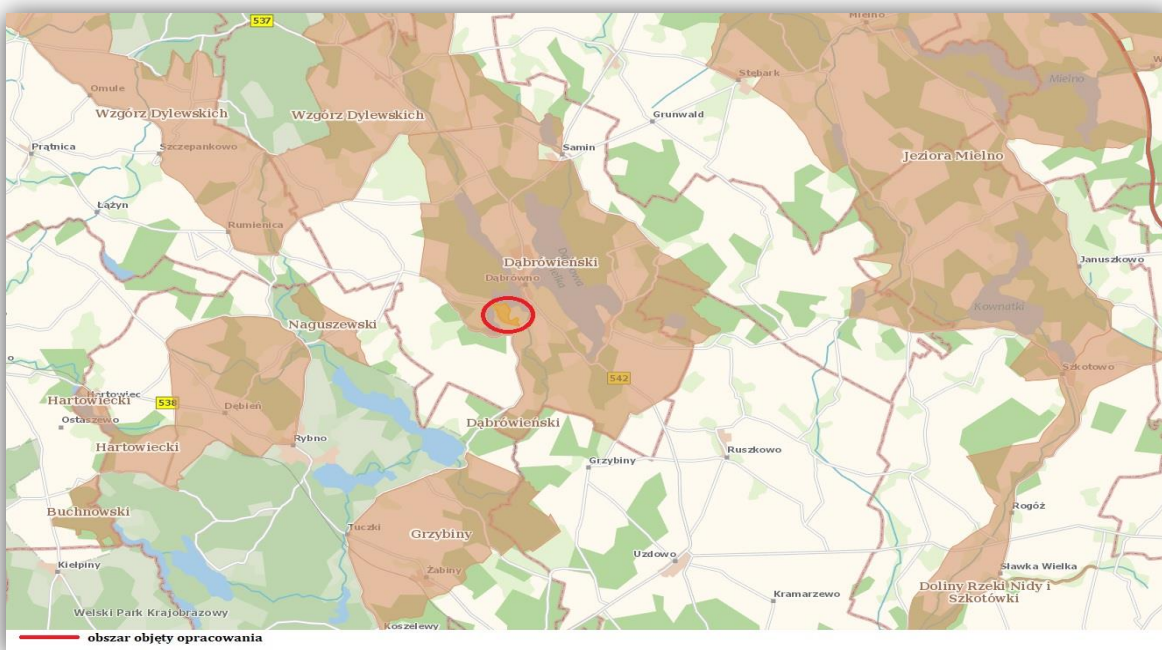 537
Mielno
Stębark
Omule
Mielno
Wzgórz Dylewskich
Wzgórz Dylewskich
Grunwald
Prątnica
Szczepankowo
Samin
Jeziora Mielno
Łążyn
Rumienica
Dąbrówieński
Januszkowo
Dąbrówno
Dąbrowa
Kownatki
Naguszewski
Szkotowo
542
Hartowiec
Hartowiecki
538
Dębień
Ostaszewo
Dąbrówieński
Rybno
Hartowiecki
Ruszkowo
Grzybiny
Rogóż
Buchnowski
Tuczki
Grzybiny
Uzdowo
Kiełpiny
Żabiny
Sławka Wielka
Doliny Rzeki Nidy i
Szkotówki
Kramarzewo
Welski Park Krajobrazowy
Koszelewy
obszar objęty opracowania